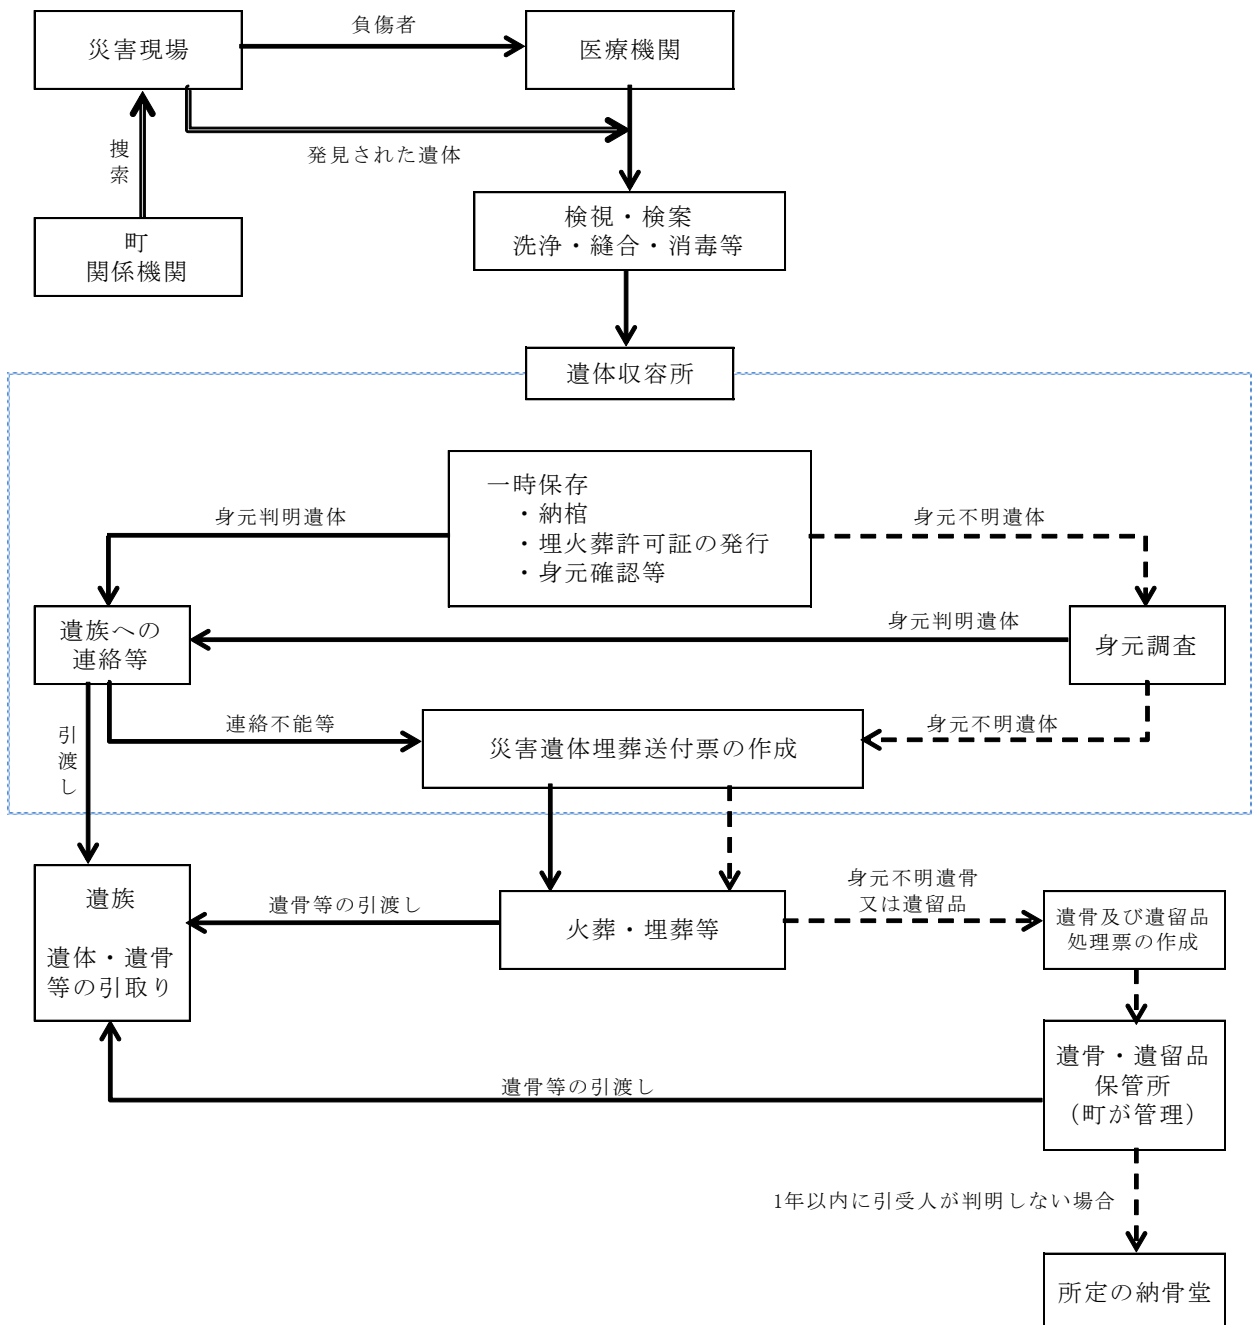 災害現場
負傷者
医療機関
捜
索
発見された遺体
町
関係機関
検視・検案
洗浄・縫合・消毒等
遺体収容所
一時保存
・納棺
・埋火葬許可証の発行
・身元確認等
身元判明遺体
身元不明遺体
遺族への
連絡等
身元判明遺体
身元調査
引
渡
し
連絡不能等
災害遺体埋葬送付票の作成
身元不明遺体
遺族
遺体・遺骨
等の引取り
遺骨等の引渡し
火葬・埋葬等
身元不明遺骨
又は遺留品
遺骨及び遺留品
処理票の作成
遺骨等の引渡し
遺骨・遺留品
保管所
（町が管理）
1年以内に引受人が判明しない場合
所定の納骨堂